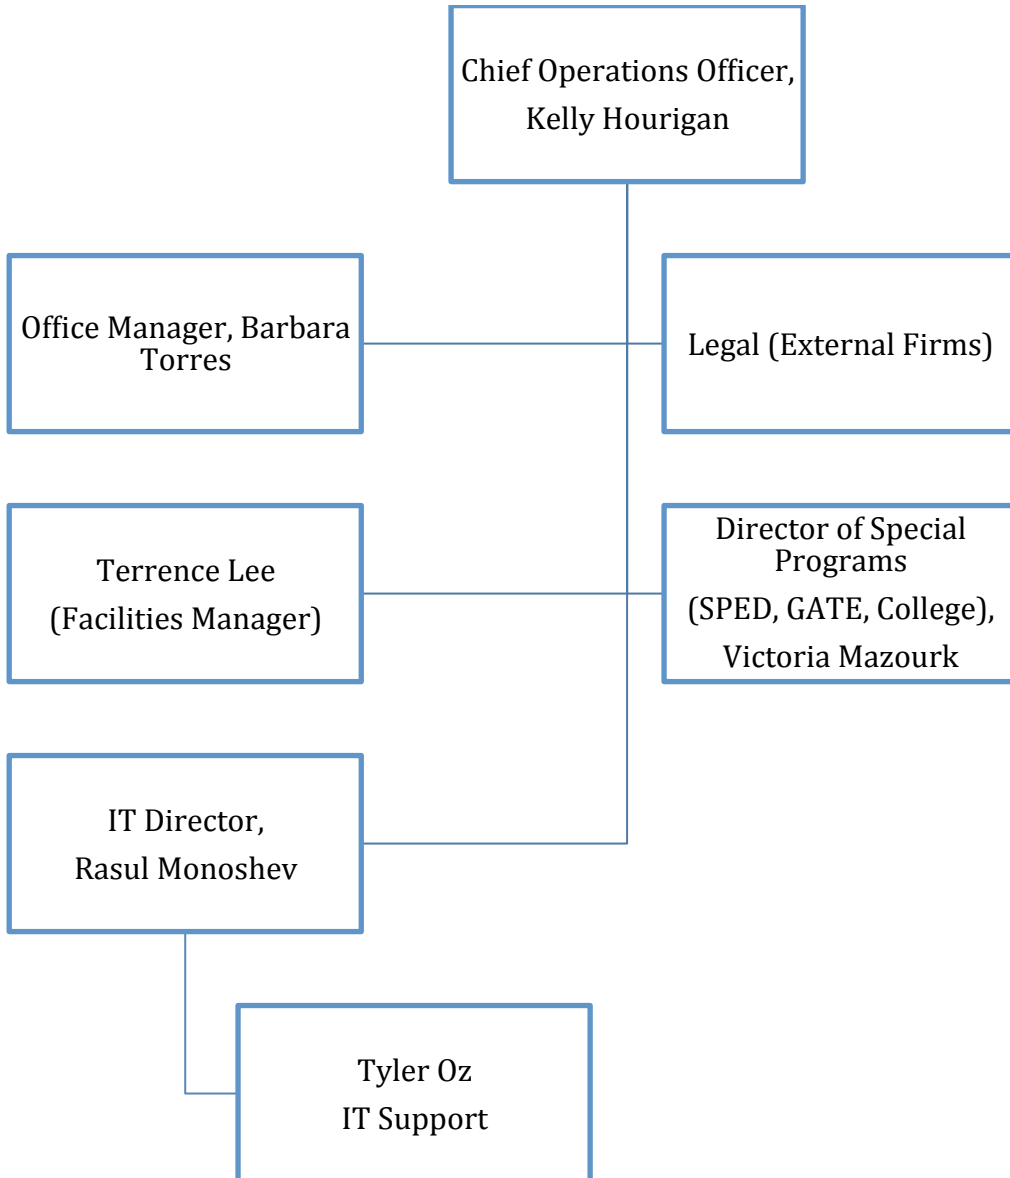 Chief Operations Officer,
Kelly Hourigan
Office Manager, Barbara
Torres
Legal (External Firms)
Terrence Lee
(Facilities Manager)
Director of Special
Programs
(SPED, GATE, College),
Victoria Mazourk
IT Director,
Rasul Monoshev
Tyler Oz
IT Support